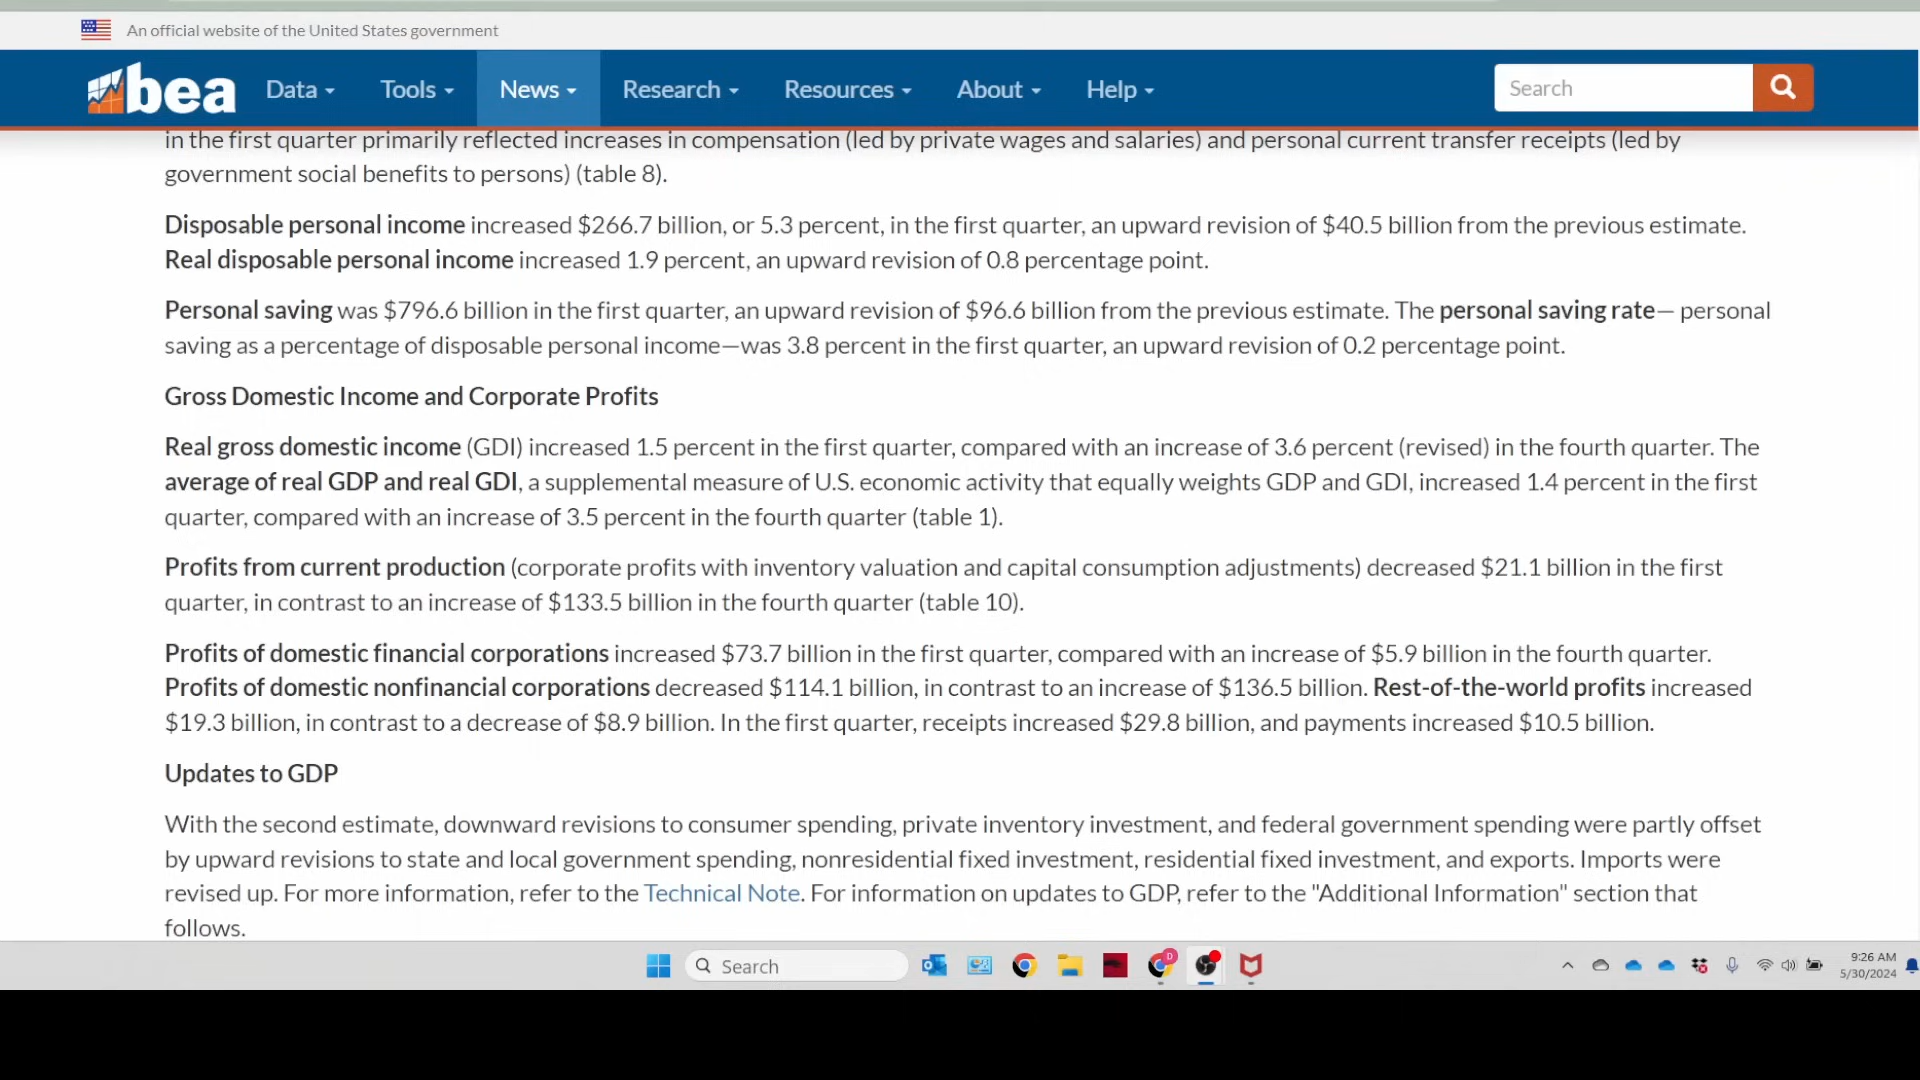 An official website of the United States government
bea Data Tools News Research Resources About Help Search
in the first quarter primarily reflected increases in compensation (led by private wages and salaries) and personal current transfer receipts (led by
government social benefits to persons) (table 8).
Disposable personal income increased $266.7 billion, or 5.3 percent, in the first quarter, an upward revision of $40.5 billion from the previous estimate.
Real disposable personal income increased 1.9 percent, an upward revision of 0.8 percentage point.
Personal saving was $796.6 billion in the first quarter, an upward revision of $96.6 billion from the previous estimate. The personal saving rate— personal
saving as a percentage of disposable personal income—was 3.8 percent in the first quarter, an upward revision of 0.2 percentage point.
Gross Domestic Income and Corporate Profits
Real gross domestic income (GDI) increased 1.5 percent in the first quarter, compared with an increase of 3.6 percent (revised) in the fourth quarter. The
average of real GDP and real GDI, a supplemental measure of U.S. economic activity that equally weights GDP and GDI, increased 1.4 percent in the first
quarter, compared with an increase of 3.5 percent in the fourth quarter (table 1).
Profits from current production (corporate profits with inventory valuation and capital consumption adjustments) decreased $21.1 billion in the first
quarter, in contrast to an increase of $133.5 billion in the fourth quarter (table 10).
Profits of domestic financial corporations increased $73.7 billion in the first quarter, compared with an increase of $5.9 billion in the fourth quarter.
Profits of domestic nonfinancial corporations decreased $114.1 billion, in contrast to an increase of $136.5 billion. Rest-of-the-world profits increased
$19.3 billion, in contrast to a decrease of $8.9 billion. In the first quarter, receipts increased $29.8 billion, and payments increased $10.5 billion.
Updates to GDP
With the second estimate, downward revisions to consumer spending, private inventory investment, and federal government spending were partly offset
by upward revisions to state and local government spending, nonresidential fixed investment, residential fixed investment, and exports. Imports were
revised up. For more information, refer to the Technical Note. For information on updates to GDP, refer to the "Additional Information" section that
follows.
Search D 9:26 AM
5/30/2024